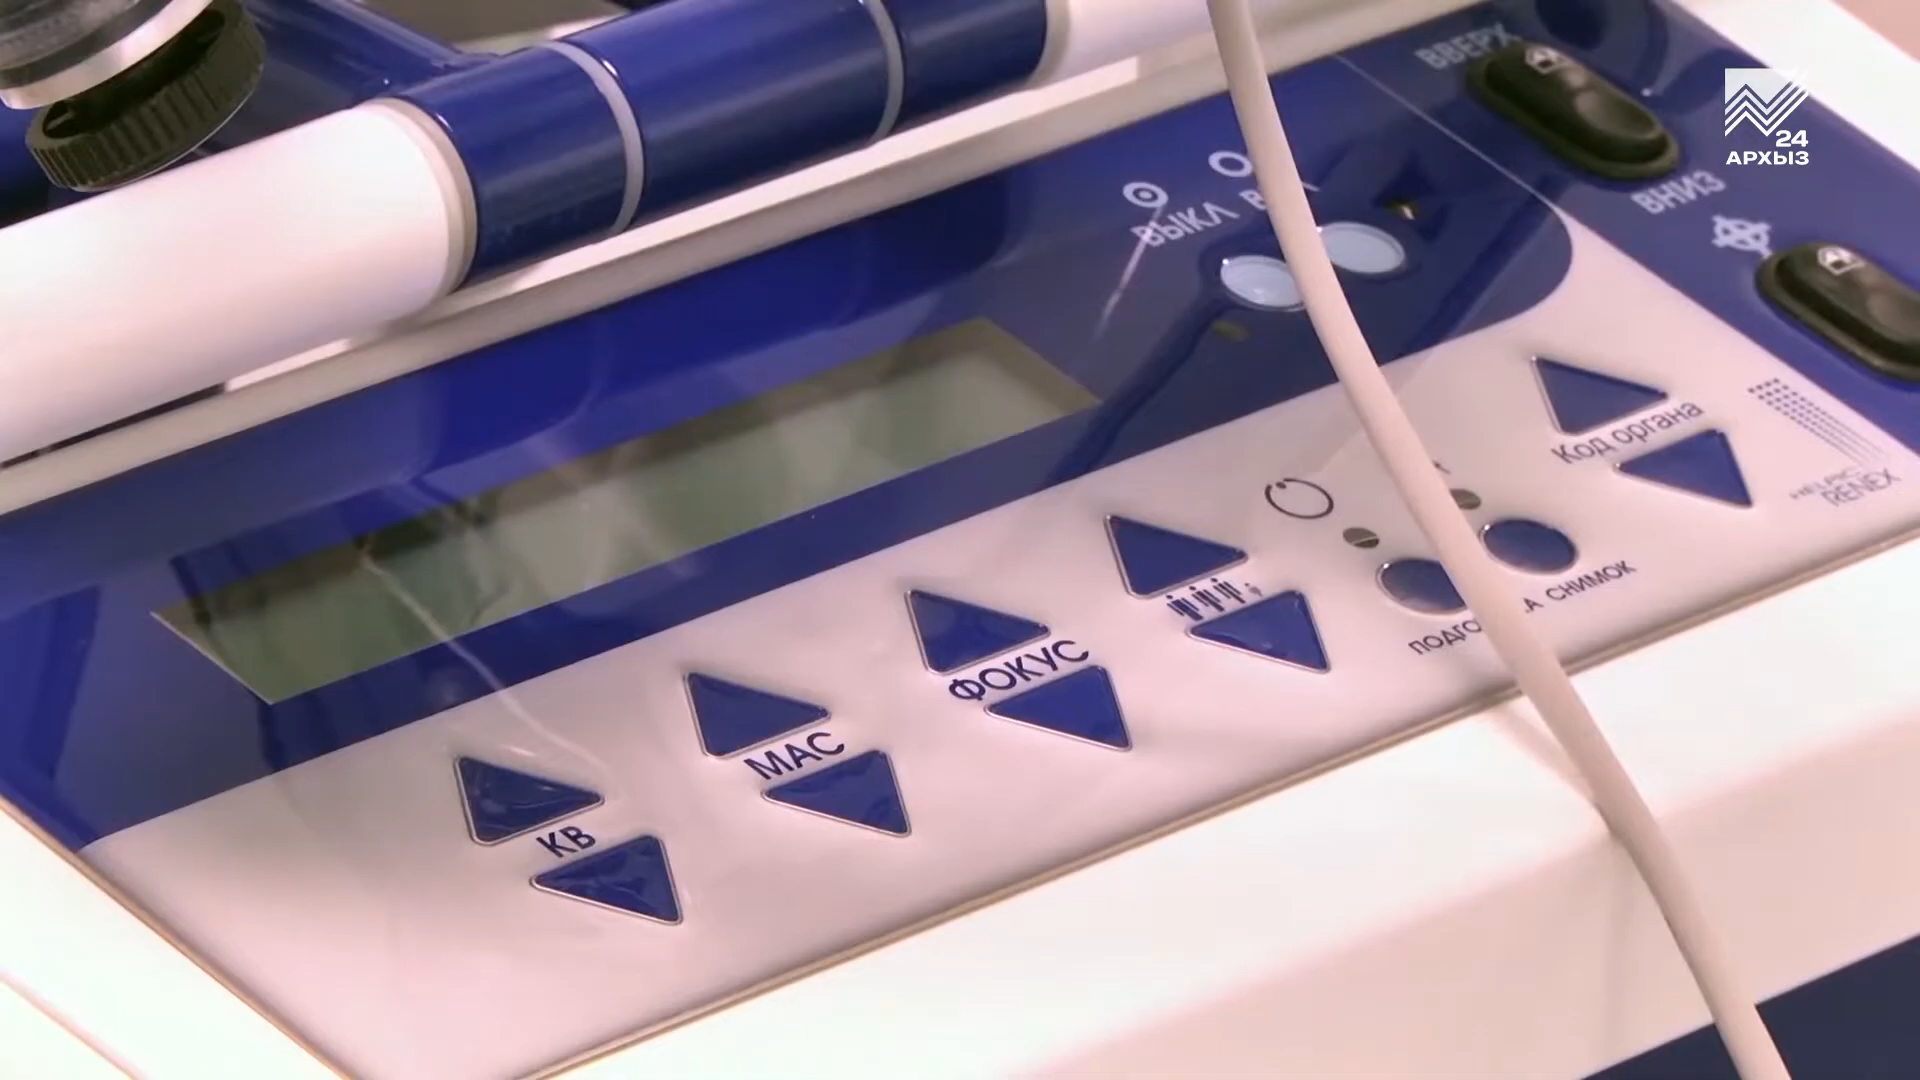 24
АРХЫЗ
ВВЕРХ
ВНИЗ
ВЫКЛ
Код органа
RENEX
СНИМОК
ФОКУС
МАС
КВ